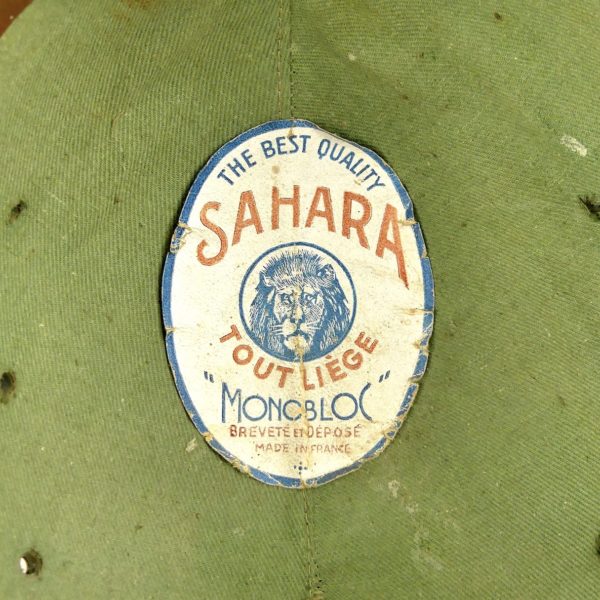 THE BEST QUALITY
SAHARA
TOUT LIÈGE
"MONOBLOC"
BREVETÉ ET DÉPOSÉ
MADE IN FRANCE